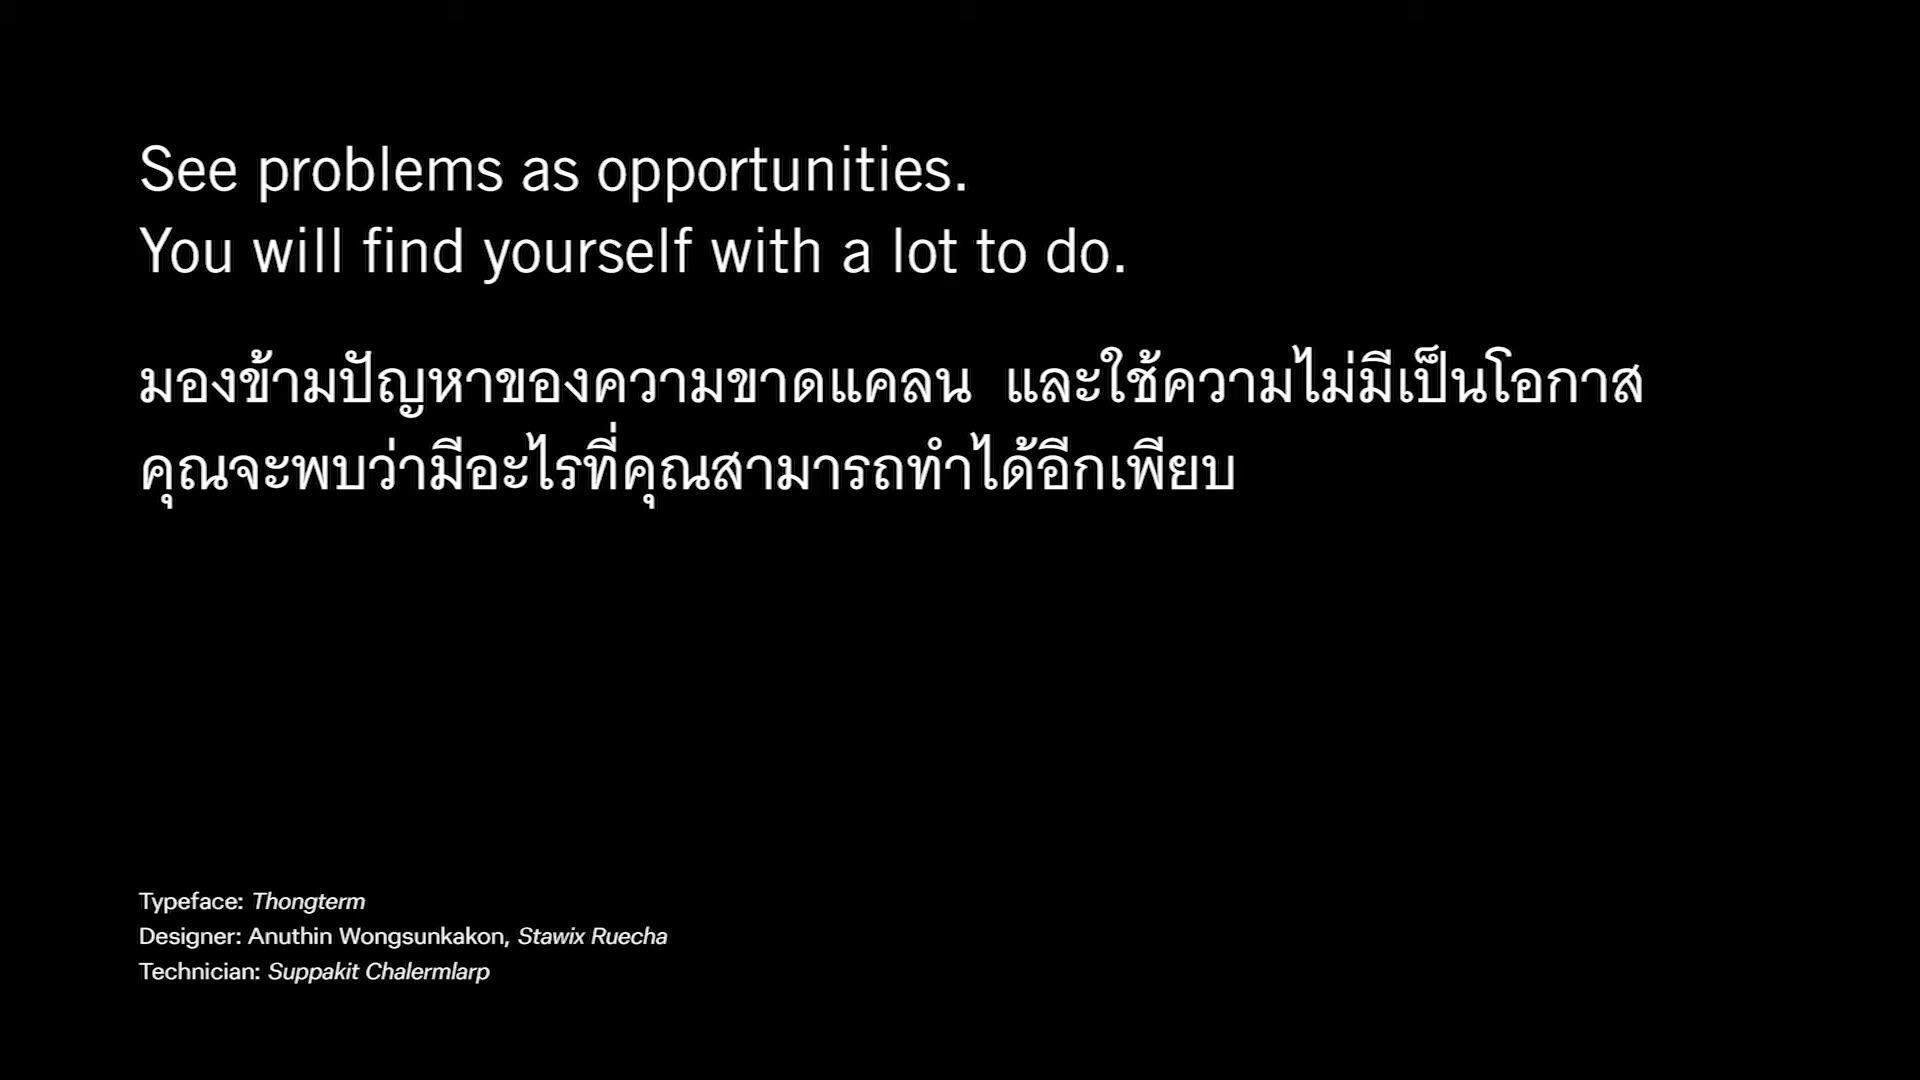 See problems as opportunities.
You will find yourself with a lot to do.
มองข้ามปัญหาของความขาดแคลน และใช้ความไม่มีเป็นโอกาส
คุณจะพบว่ามีอะไรที่คุณสามารถทำได้อีกเพียบ
Typeface: Thongterm
Designer: Anuthin Wongsunkakon, Stawix Ruecha
Technician: Suppakit Chalermlarp